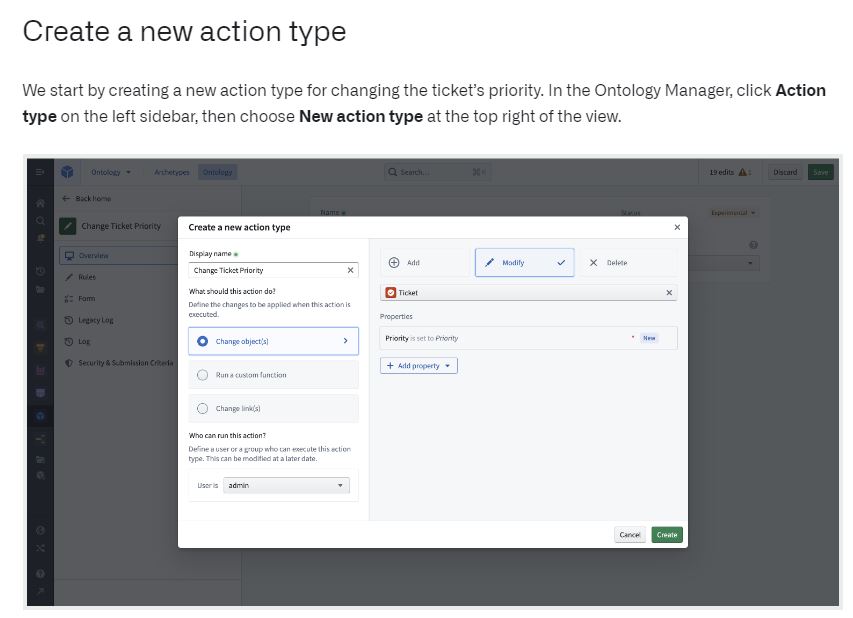 Create a new action type
We start by creating a new action type for changing the ticket's priority. In the Ontology Manager, click Action
type on the left sidebar, then choose New action type at the top right of the view.
Ontology Archetypes Ontology Search... 19 edits Discard Save
Back home
Change Ticket Priority
Overview
Rules
Form
Legacy Log
Log
Security & Submission Criteria
Name
Status
Experimental
Create a new action type
Display name
Change Ticket Priority
What should this action do?
Define the changes to be applied when this action is
executed.
Change object(s)
Run a custom function
Change link(s)
Who can run this action?
Define a user or a group who can execute this action
type. This can be modified at a later date.
User is admin
Add Modify Delete
Ticket
Properties
Priority is set to Priority * New
Add property
Cancel Create